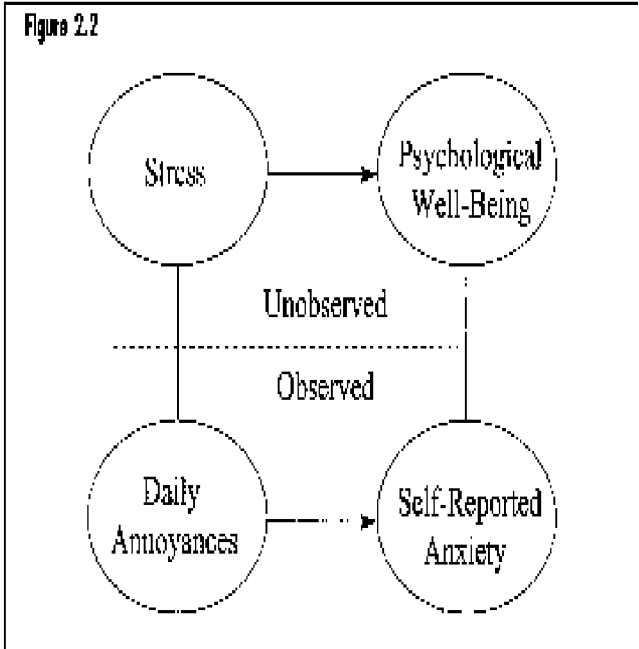 Figure 2.2
Stress
Psychological
Well-Being
Unobserved
Observed
Daily
Annoyances
Self-Reported
Anxiety